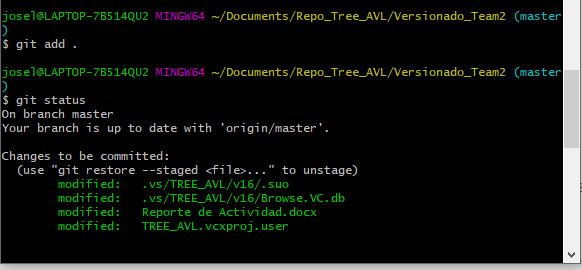 josel@LAPTOP-7B514QU2 MINGW64 ~/Documents/Repo_Tree_AVL/Versionado_Team2 (master
)
$ git add .
josel@LAPTOP-7B514QU2 MINGW64 ~/Documents/Repo_Tree_AVL/Versionado_Team2 (master
)
$ git status
On branch master
Your branch is up to date with 'origin/master'.
Changes to be committed:
(use "git restore --staged <file>..." to unstage)
modified: .vs/TREE_AVL/v16/.suo
modified: .vs/TREE_AVL/v16/Browse.VC.db
modified: Reporte de Actividad.docx
modified: TREE_AVL.vcxproj.user